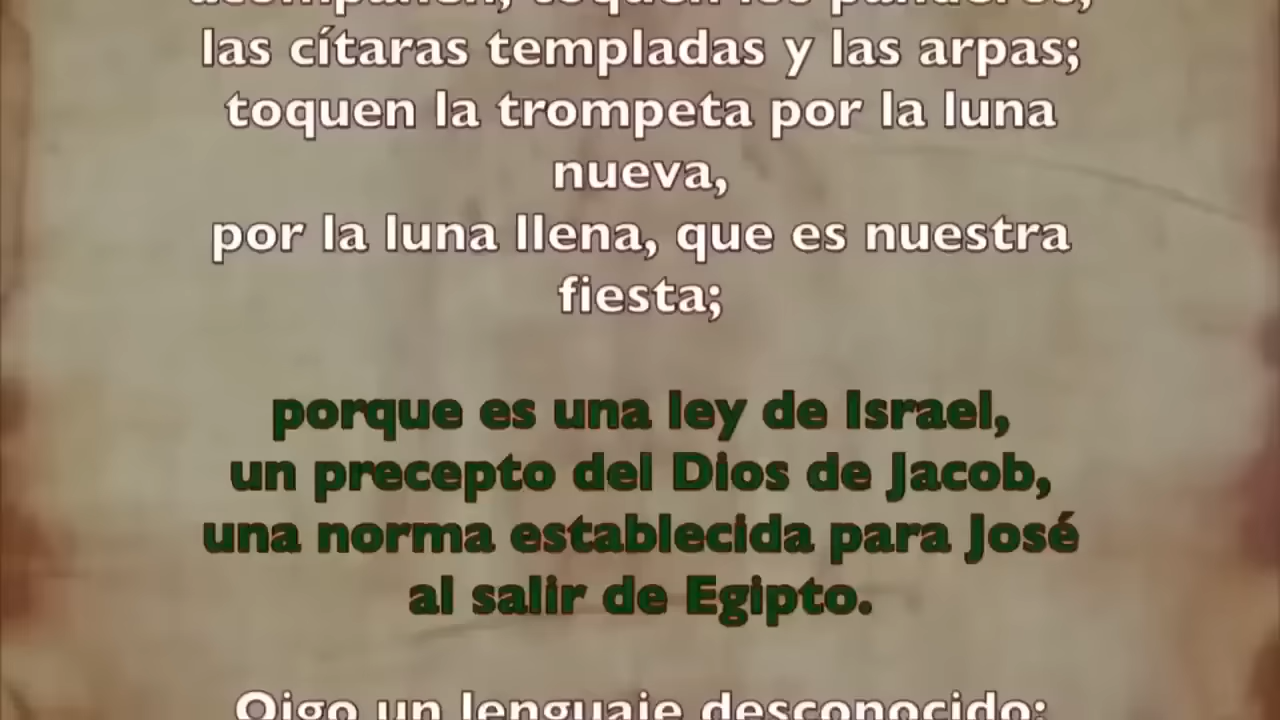 acompañen, toquen los panderos,
las cítaras templadas y las arpas;
toquen la trompeta por la luna
nueva,
por la luna llena, que es nuestra
fiesta;
porque es una ley de Israel,
un precepto del Dios de Jacob,
una norma establecida para José
al salir de Egipto.
Oigo un lenguaje desconocido: